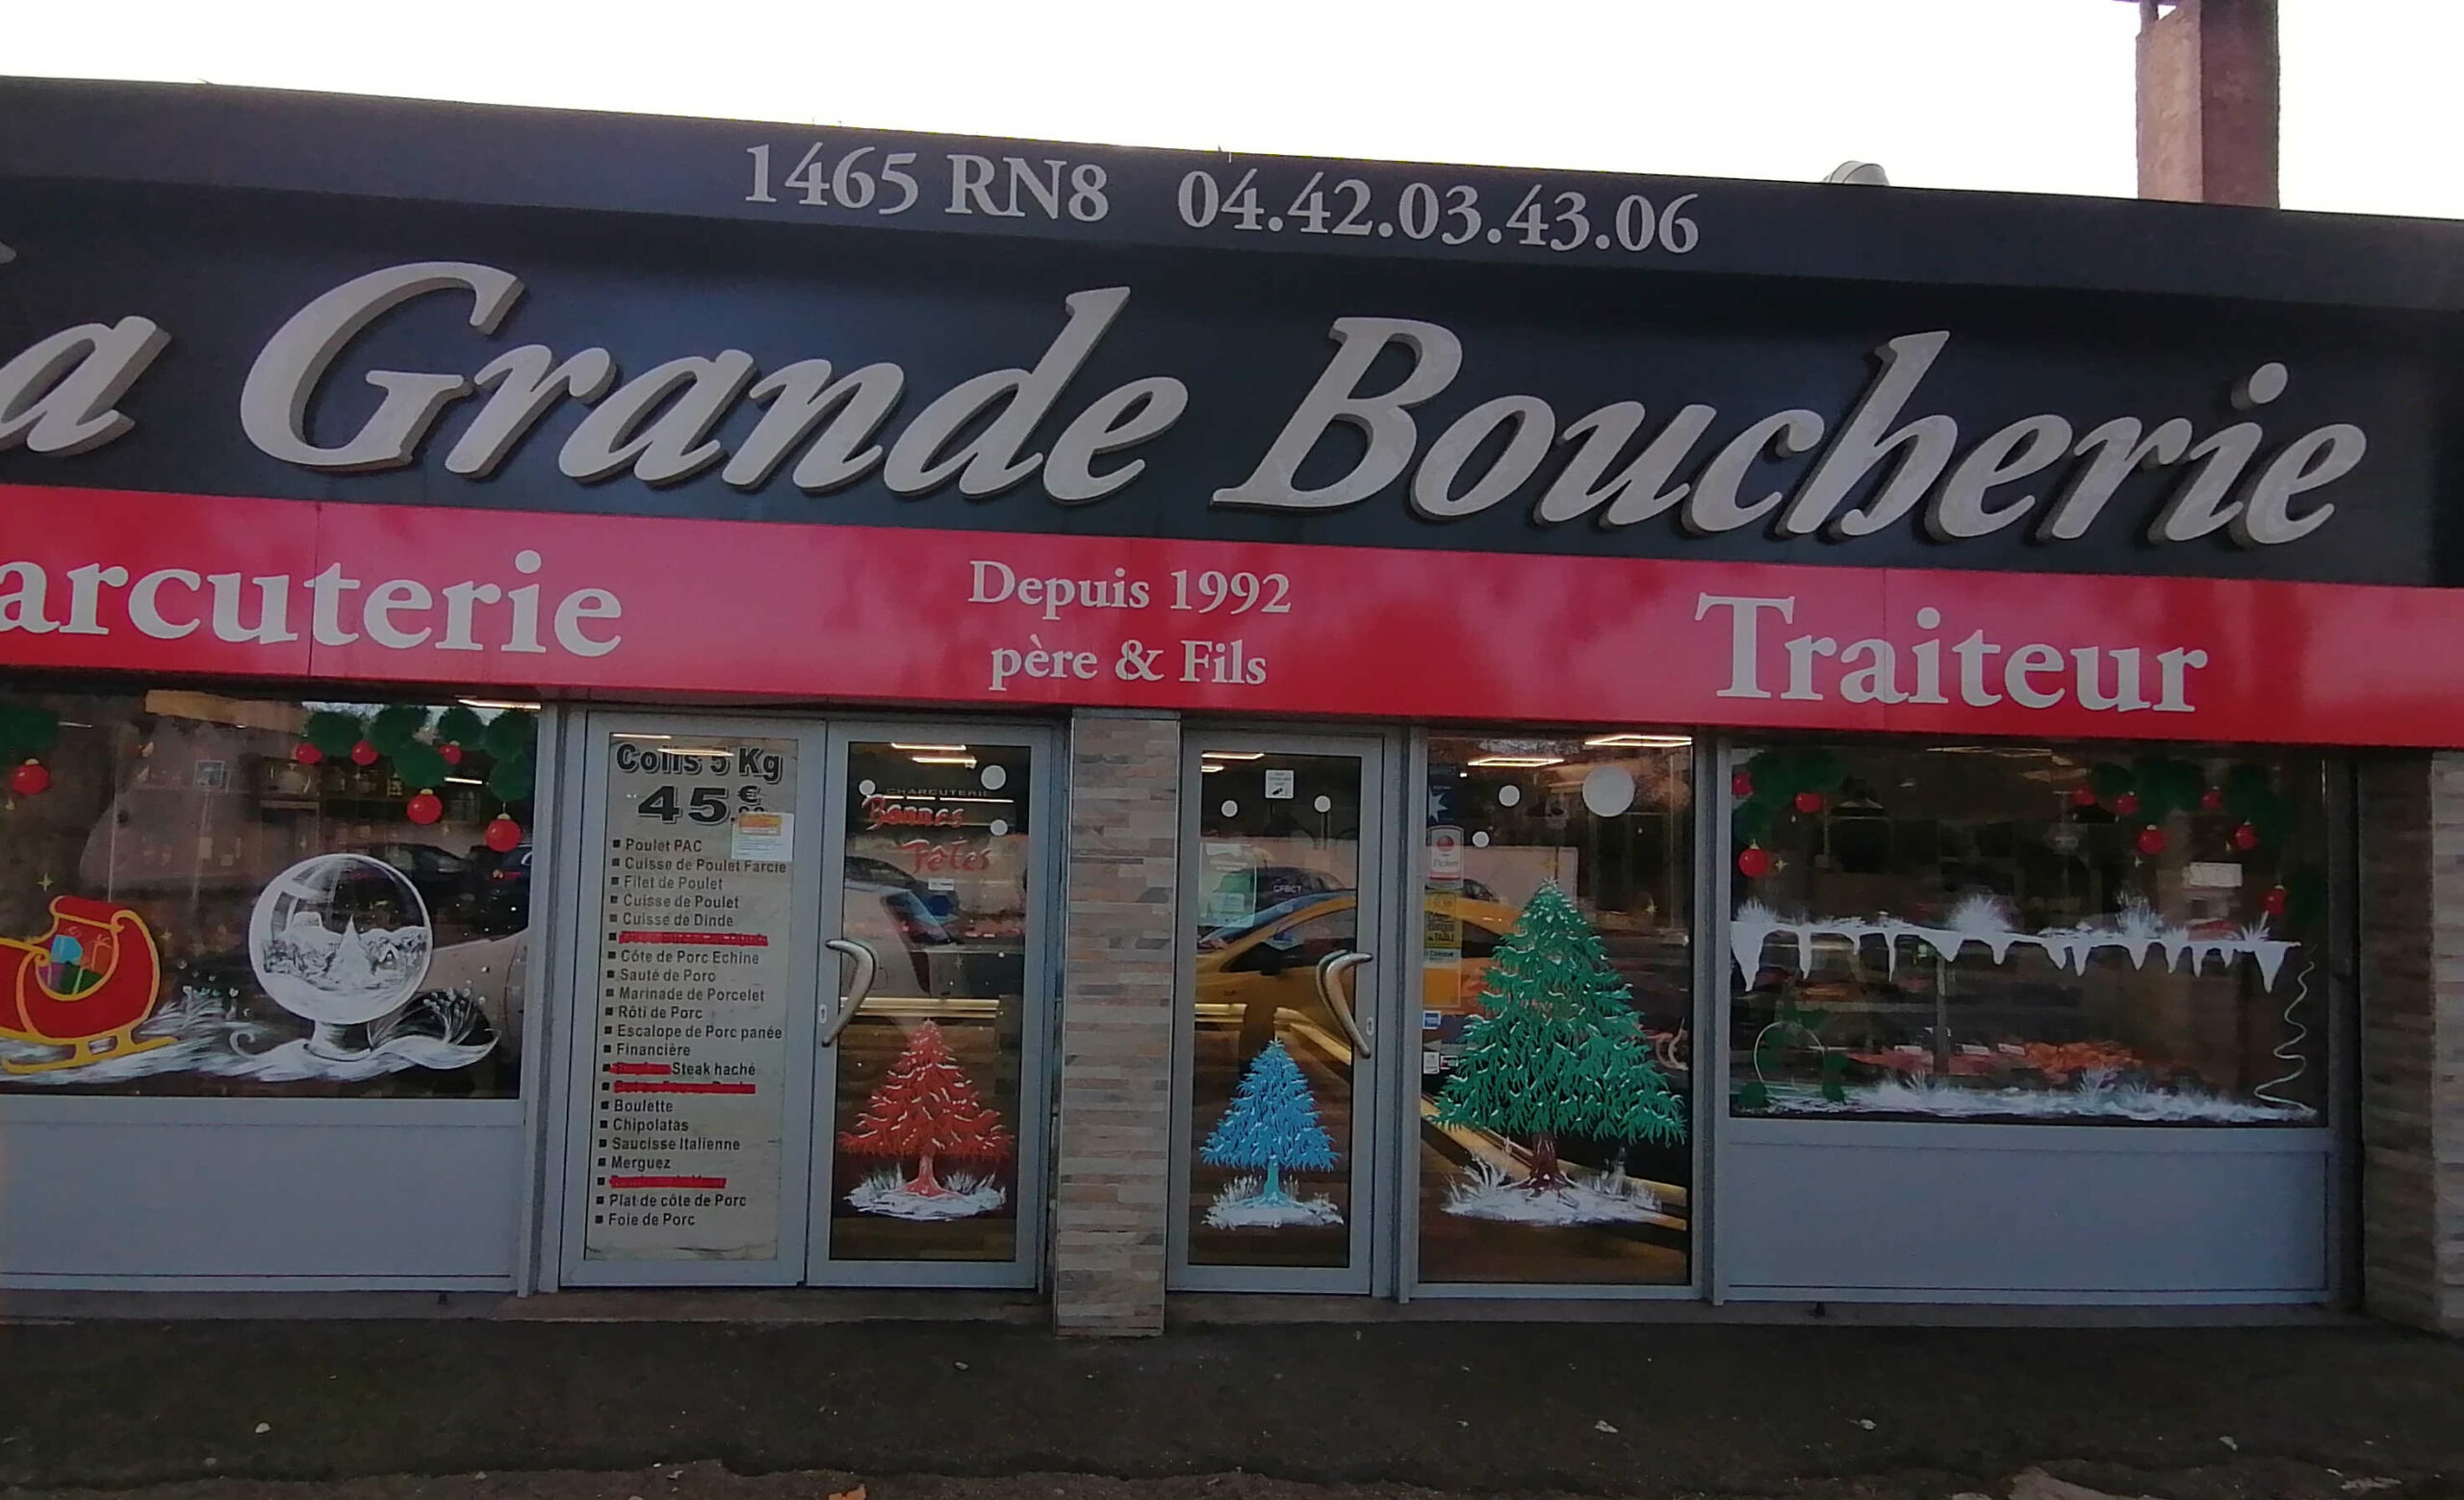 1465 RN8 04.42.03.43.06
a Grande Boucherie
arcuterie
Depuis 1992
père & Fils
Traiteur
Colis 5 Kg
45 €
Poulet PAC
Cuisse de Poulet Farcie
Filet de Poulet
Cuisse de Poulet
Cuisse de Dinde
Côte de Porc Echine
Sauté de Porc
Marinade de Porcelet
Rôti de Porc
Escalope de Porc panée
Financière
Steak haché
Boulette
Chipolatas
Saucisse Italienne
Merguez
Plat de côte de Porc
Foie de Porc
CHARCUTERIE
Bonnes
Fêtes
CFBCT